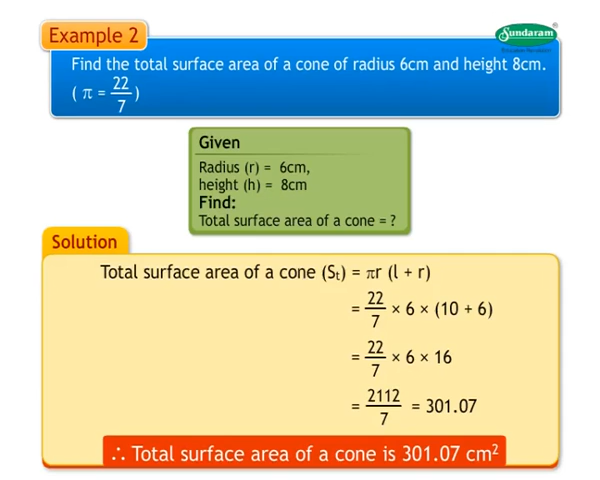 Example 2
Sundaram®
Find the total surface area of a cone of radius 6cm and height 8cm.
( π = 22/7 )
Given
Radius (r) = 6cm,
height (h) = 8cm
Find:
Total surface area of a cone = ?
Solution
Total surface area of a cone (Sₜ) = πr (l + r)
= 22/7 × 6 × (10 + 6)
= 22/7 × 6 × 16
= 2112/7 = 301.07
∴ Total surface area of a cone is 301.07 cm²